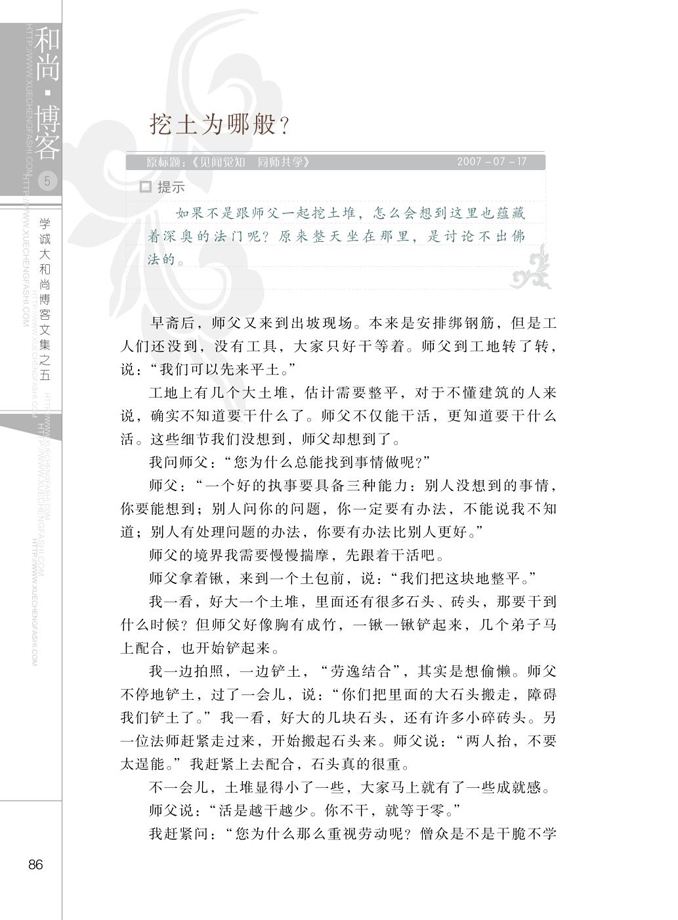 和尚·博客
5
学诚大和尚博客文集之五
HTTP://WWW.XUECHENGFASHI.COM
挖土为哪般？
原标题：《见闻觉知 同师共学》 2007-07-17
提示
如果不是跟师父一起挖土堆，怎么会想到这里也蕴藏
着深奥的法门呢？原来整天坐在那里，是讨论不出佛
法的。
早斋后，师父又来到出坡现场。本来是安排绑钢筋，但是工
人们还没到，没有工具，大家只好干等着。师父到工地转了转，
说：“我们可以先来平土。”
工地上有几个大土堆，估计需要整平，对于不懂建筑的人来
说，确实不知道要干什么了。师父不仅能干活，更知道要干什么
活。这些细节我们没想到，师父却想到了。
我问师父：“您为什么总能找到事情做呢？”
师父：“一个好的执事要具备三种能力：别人没想到的事情，
你要能想到；别人问你的问题，你一定要有办法，不能说我不知
道；别人有处理问题的办法，你要有办法比别人更好。”
师父的境界我需要慢慢揣摩，先跟着干活吧。
师父拿着锹，来到一个土包前，说：“我们把这块地整平。”
我一看，好大一个土堆，里面还有很多石头、砖头，那要干到
什么时候？但师父好像胸有成竹，一锹一锹铲起来，几个弟子马
上配合，也开始铲起来。
我一边拍照，一边铲土，“劳逸结合”，其实是想偷懒。师父
不停地铲土，过了一会儿，说：“你们把里面的大石头搬走，障碍
我们铲土了。”我一看，好大的几块石头，还有许多小碎砖头。另
一位法师赶紧走过来，开始搬起石头来。师父说：“两人抬，不要
太逞能。”我赶紧上去配合，石头真的很重。
不一会儿，土堆显得小了一些，大家马上就有了一些成就感。
师父说：“活是越干越少。你不干，就等于零。”
我赶紧问：“您为什么那么重视劳动呢？僧众是不是干脆不学
86